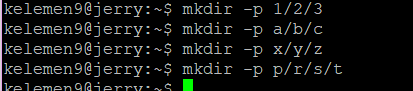 kelemen9@jerry:~$ mkdir -p 1/2/3
kelemen9@jerry:~$ mkdir -p a/b/c
kelemen9@jerry:~$ mkdir -p x/y/z
kelemen9@jerry:~$ mkdir -p p/r/s/t
kelemen9@jerry:~$